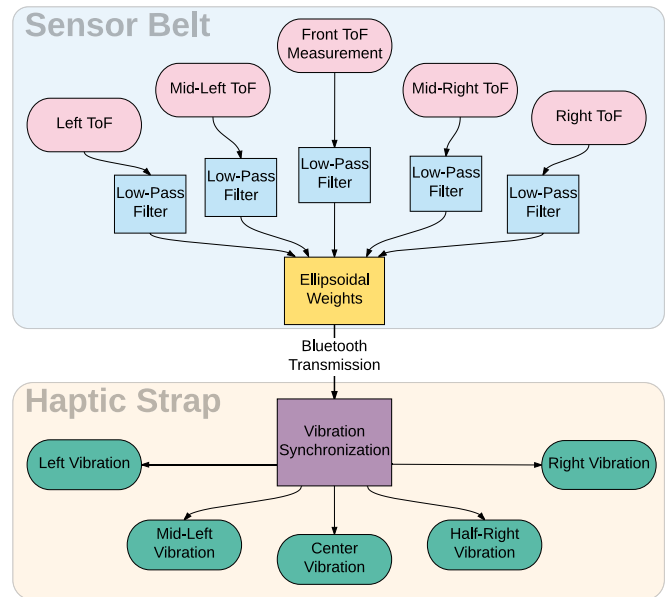 Sensor Belt
Front ToF
Measurement
Mid-Left ToF
Mid-Right ToF
Left ToF
Right ToF
Low-Pass
Filter
Low-Pass
Filter
Low-Pass
Filter
Low-Pass
Filter
Low-Pass
Filter
Ellipsoidal
Weights
Bluetooth
Transmission
Haptic Strap
Vibration
Synchronization
Left Vibration
Right Vibration
Mid-Left
Vibration
Center
Vibration
Half-Right
Vibration